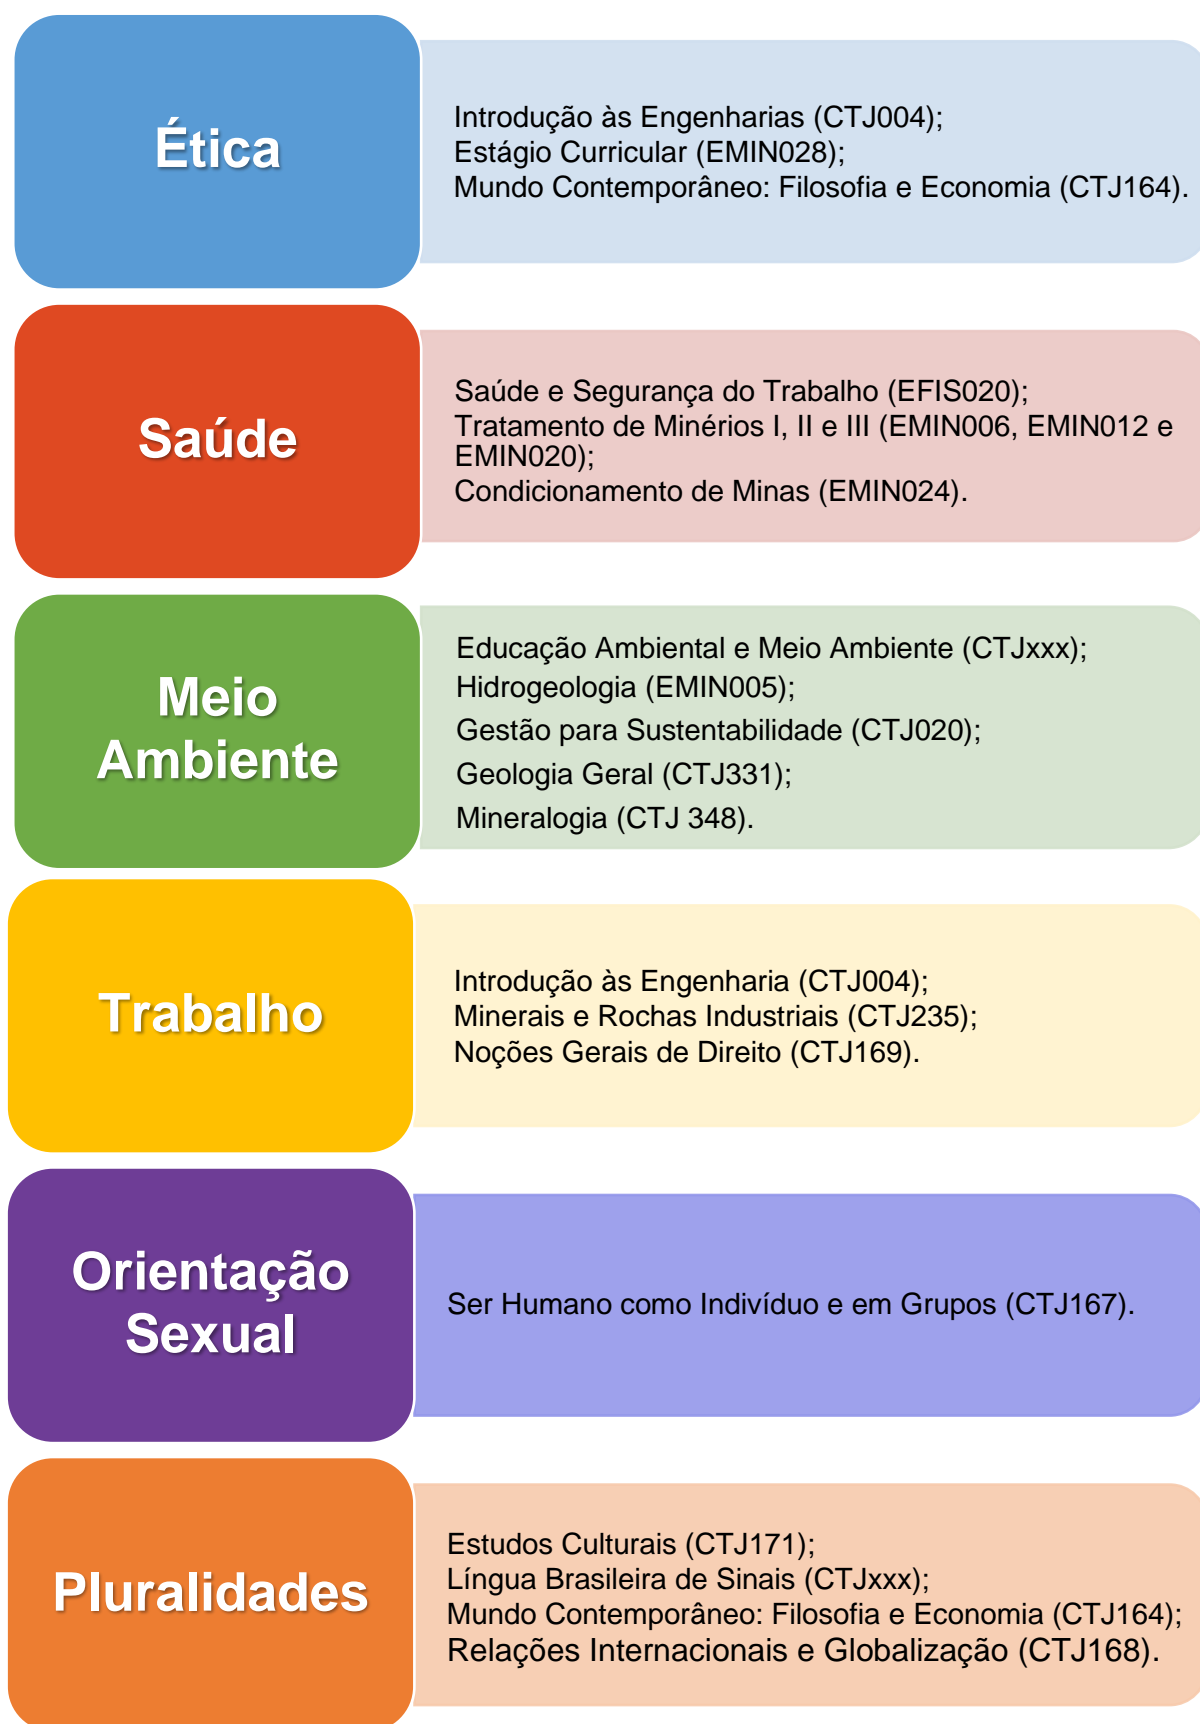 Ética
Introdução às Engenharias (CTJ004);
Estágio Curricular (EMIN028);
Mundo Contemporâneo: Filosofia e Economia (CTJ164).
Saúde
Saúde e Segurança do Trabalho (EFIS020);
Tratamento de Minérios I, II e III (EMIN006, EMIN012 e
EMIN020);
Condicionamento de Minas (EMIN024).
Meio
Ambiente
Educação Ambiental e Meio Ambiente (CTJxxx);
Hidrogeologia (EMIN005);
Gestão para Sustentabilidade (CTJ020);
Geologia Geral (CTJ331);
Mineralogia (CTJ 348).
Trabalho
Introdução às Engenharia (CTJ004);
Minerais e Rochas Industriais (CTJ235);
Noções Gerais de Direito (CTJ169).
Orientação
Sexual
Ser Humano como Indivíduo e em Grupos (CTJ167).
Pluralidades
Estudos Culturais (CTJ171);
Língua Brasileira de Sinais (CTJxxx);
Mundo Contemporâneo: Filosofia e Economia (CTJ164);
Relações Internacionais e Globalização (CTJ168).